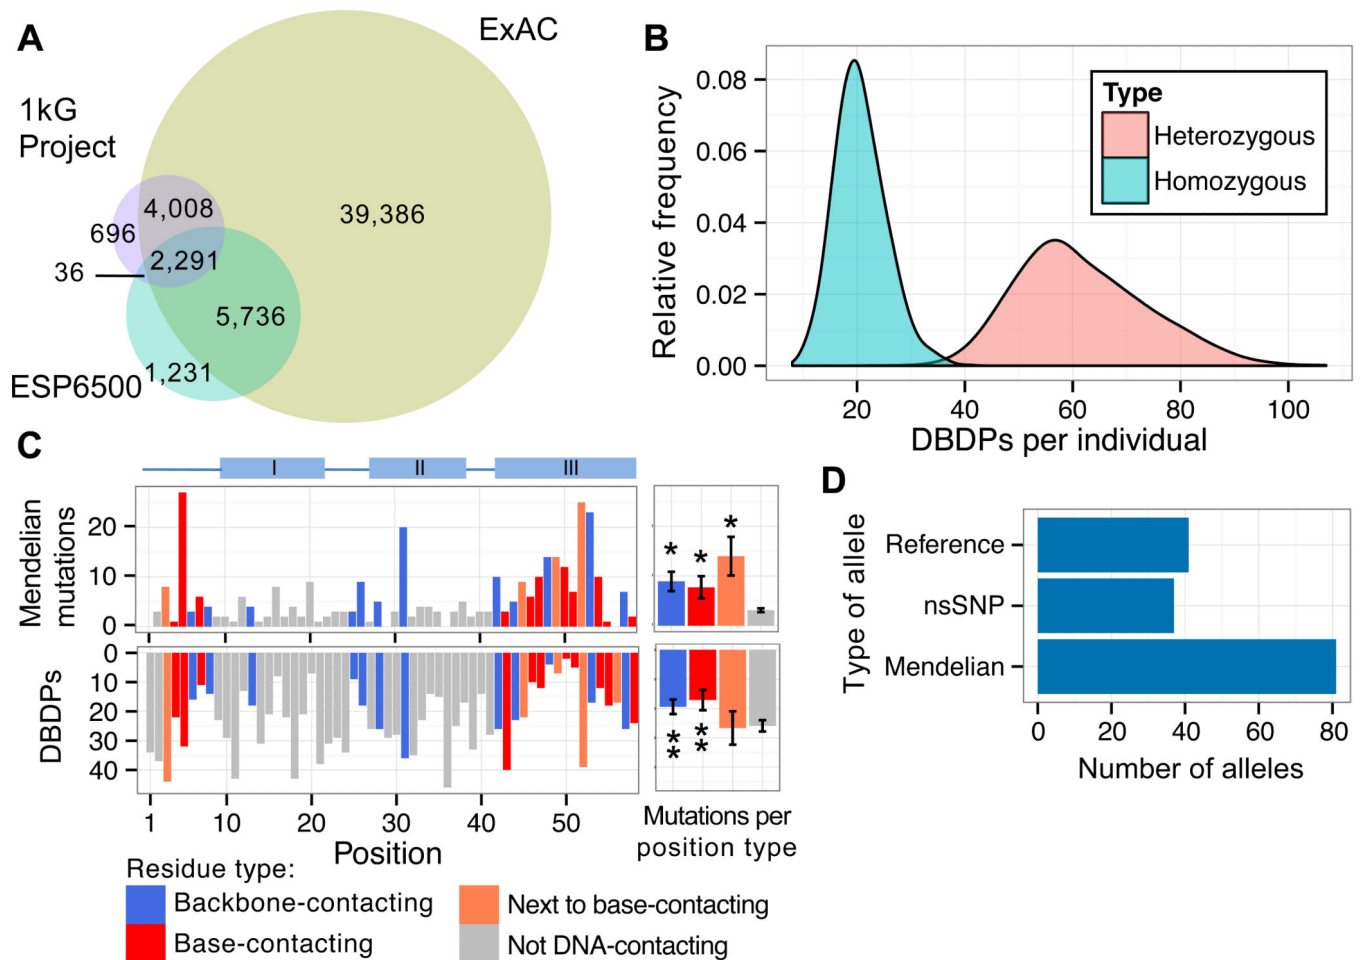 A
ExAC
1kG
Project
4,008
696
39,386
2,291
36
5,736
ESP6500
1,231
B
Relative frequency
0.08
0.06
0.04
0.02
0.00
Type
Heterozygous
Homozygous
20
40
60
80
100
DBDPs per individual
C
I
II
III
Mendelian
mutations
20
10
0
*
*
*
DBDPs
0
10
20
30
40
**
**
1
10
20
30
40
50
Position
Mutations per
position type
Residue type:
Backbone-contacting
Base-contacting
Next to base-contacting
Not DNA-contacting
D
Type of allele
Reference
nsSNP
Mendelian
0
20
40
60
80
Number of alleles